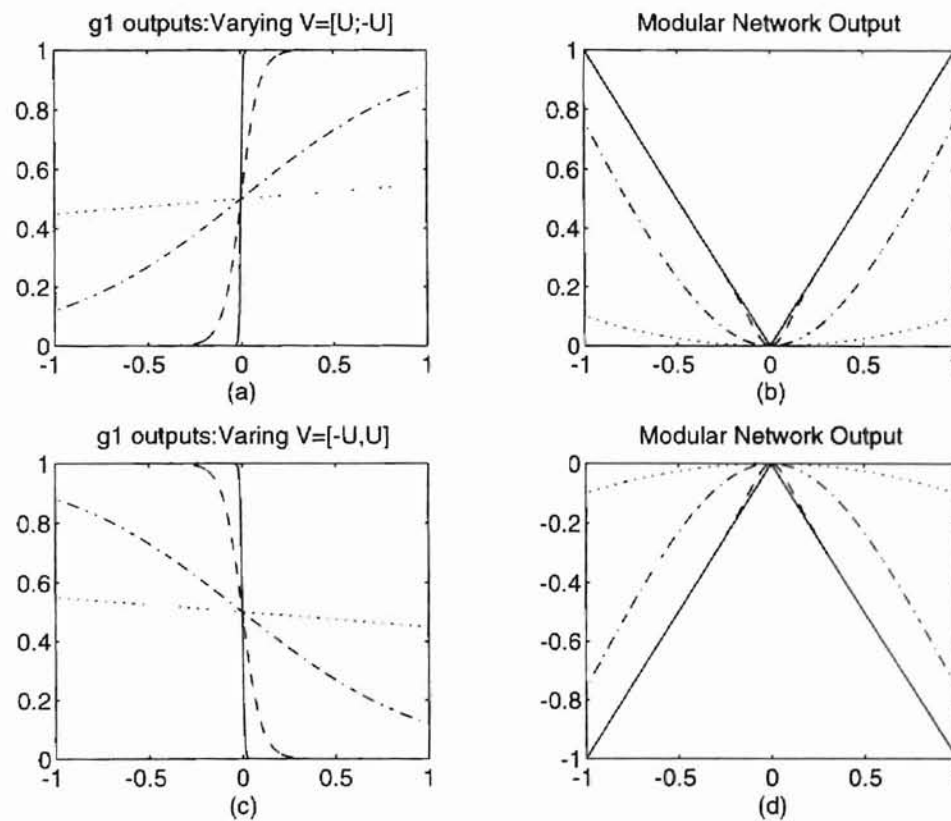 g1 outputs:Varying V=[U;-U]
Modular Network Output
1
0.8
0.6
0.4
0.2
0
-1 -0.5 0 0.5 1
(a)
1
0.8
0.6
0.4
0.2
0
-1 -0.5 0 0.5
(b)
g1 outputs:Varing V=[-U,U]
Modular Network Output
1
0.8
0.6
0.4
0.2
0
-1 -0.5 0 0.5 1
(c)
0
-0.2
-0.4
-0.6
-0.8
-1
-1 -0.5 0 0.5
(d)